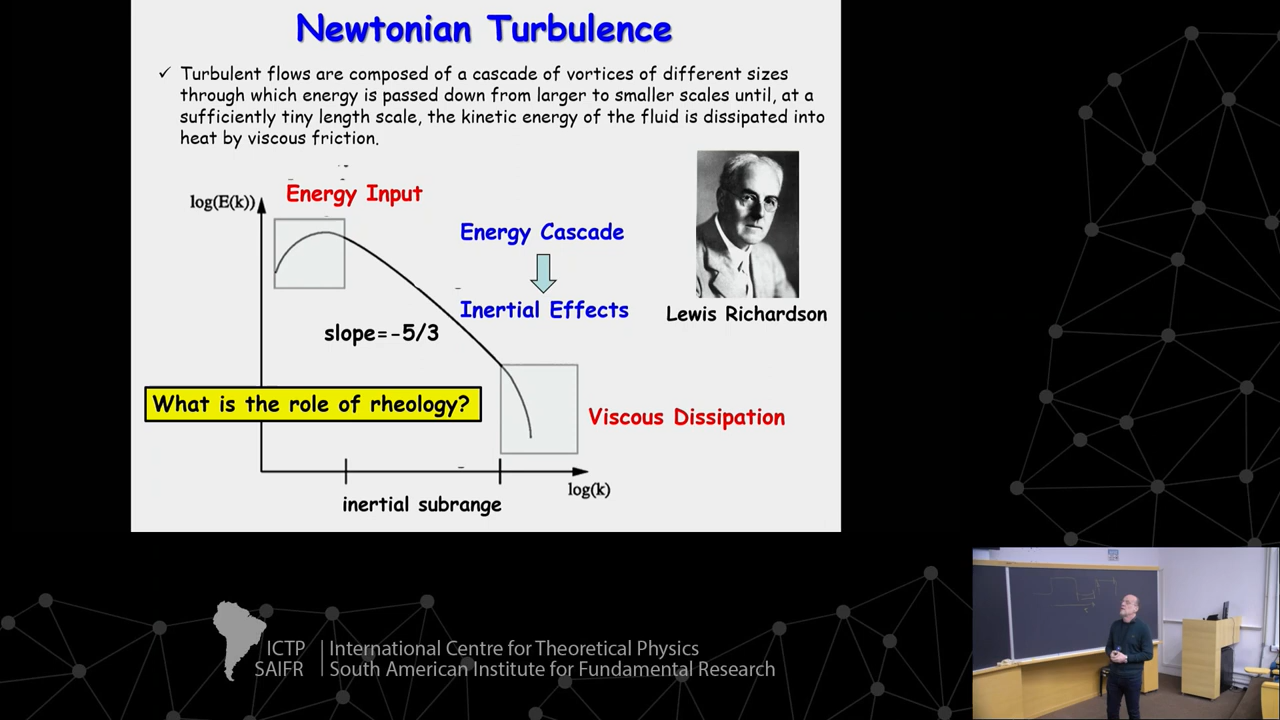 Newtonian Turbulence
✓ Turbulent flows are composed of a cascade of vortices of different sizes
through which energy is passed down from larger to smaller scales until, at a
sufficiently tiny length scale, the kinetic energy of the fluid is dissipated into
heat by viscous friction.
log(E(k))
Energy Input
Energy Cascade
Inertial Effects
Lewis Richardson
slope=-5/3
What is the role of rheology?
Viscous Dissipation
log(k)
inertial subrange
ICTP
SAIFR
International Centre for Theoretical Physics
South American Institute for Fundamental Research